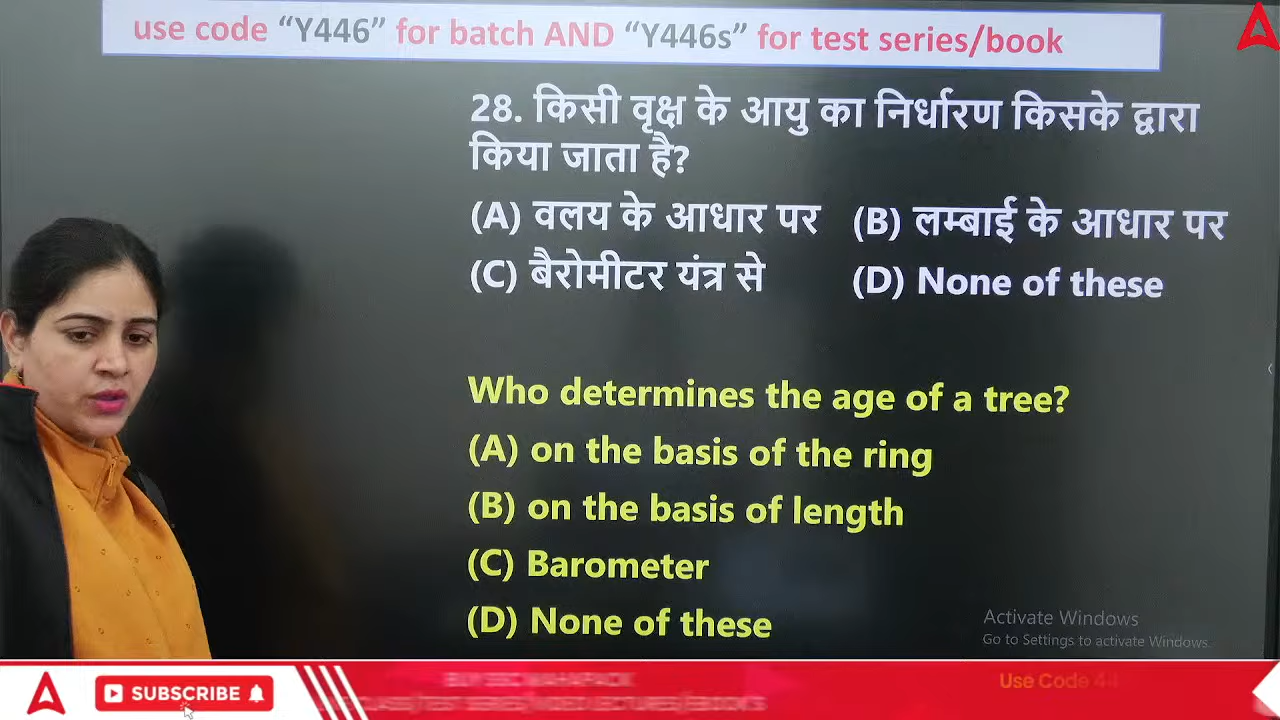 use code “Y446” for batch AND “Y446s” for test series/book
28. किसी वृक्ष के आयु का निर्धारण किसके द्वारा
किया जाता है?
(A) वलय के आधार पर (B) लम्बाई के आधार पर
(C) बैरोमीटर यंत्र से (D) None of these
Who determines the age of a tree?
(A) on the basis of the ring
(B) on the basis of length
(C) Barometer
(D) None of these
Activate Windows
Go to Settings to activate Windows.
SUBSCRIBE
Use Code